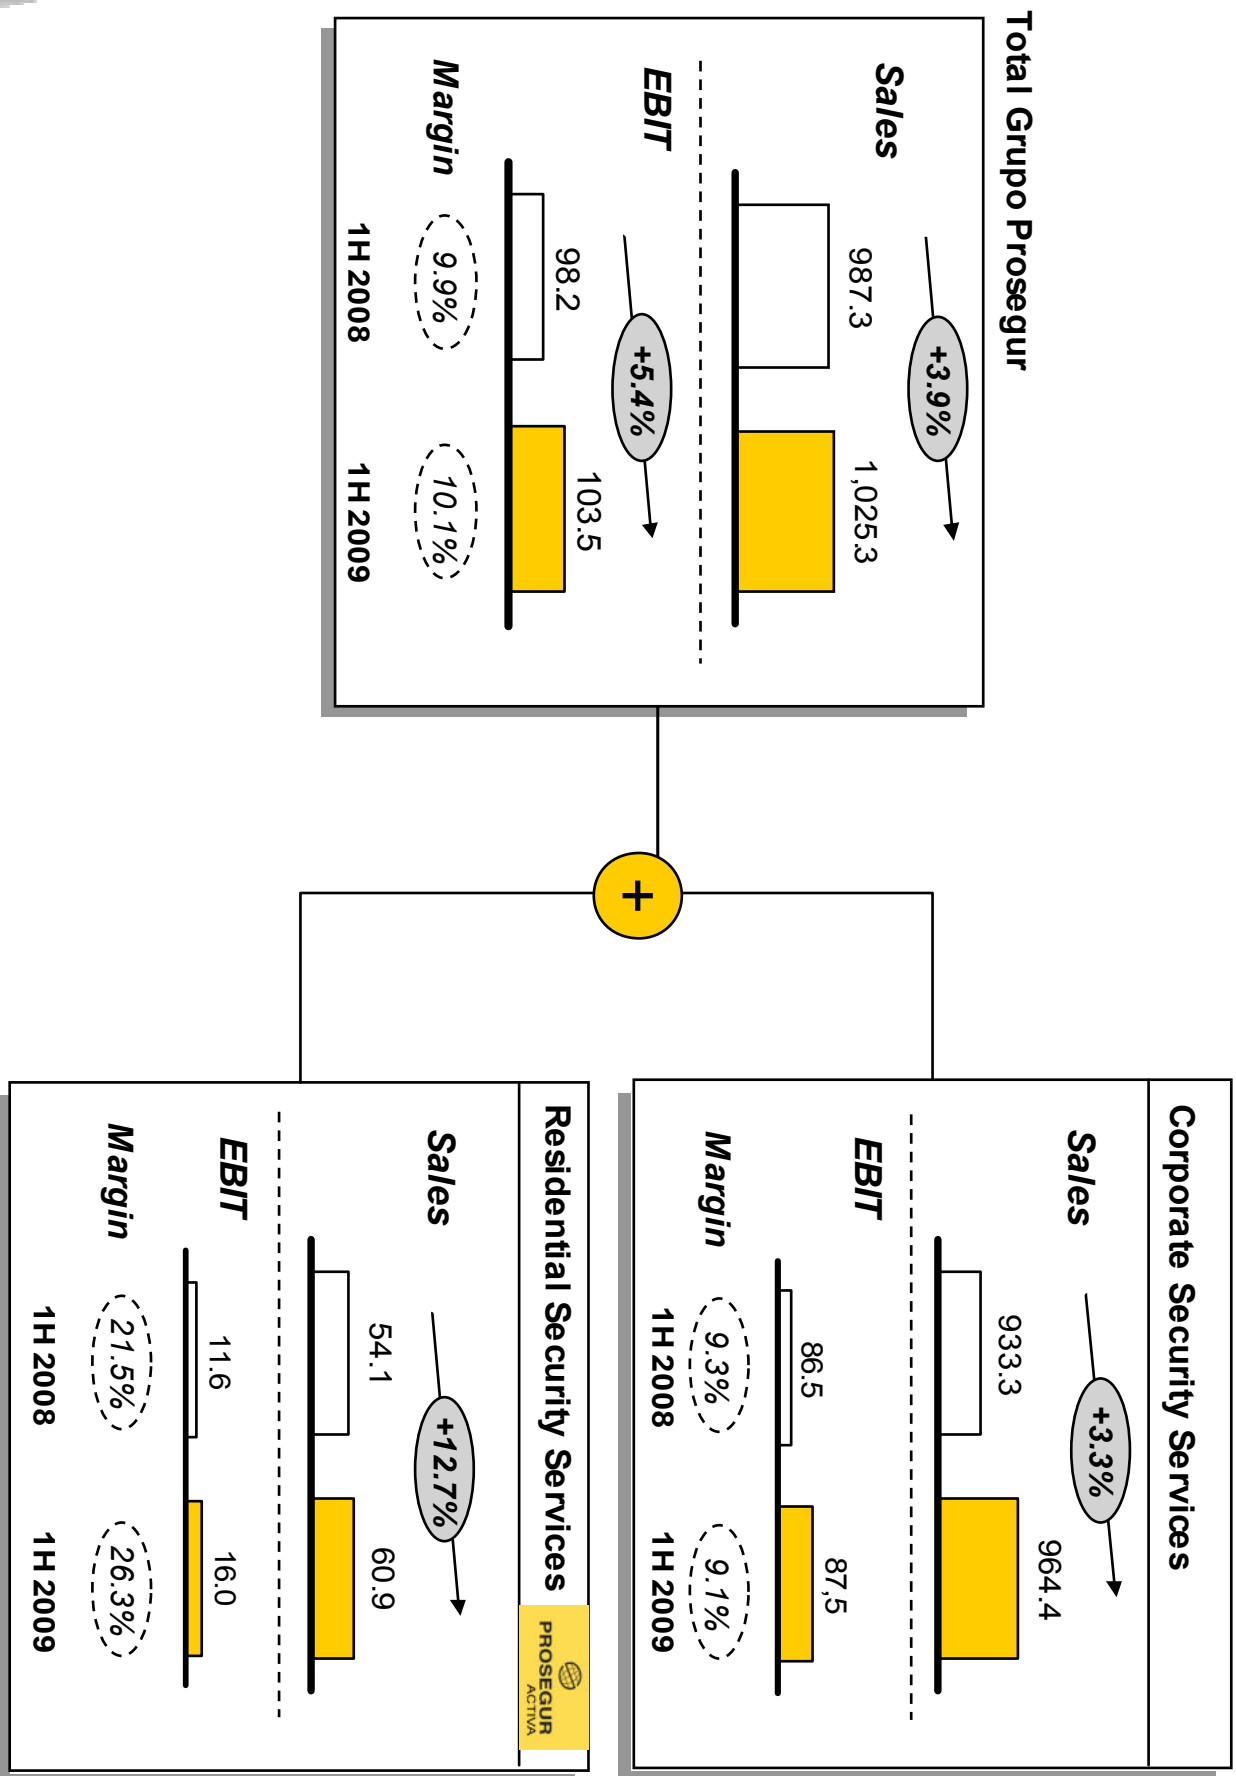 Total Grupo Prosegur
Sales
+3.9%
987.3
1,025.3
EBIT
+5.4%
98.2
103.5
Margin
9.9%
10.1%
1H 2008
1H 2009
+
Corporate Security Services
Sales
+3.3%
933.3
964.4
EBIT
86.5
87,5
Margin
9.3%
9.1%
1H 2008
1H 2009
Residential Security Services
PROSEGUR
ACTIVA
Sales
+12.7%
54.1
60.9
EBIT
11.6
16.0
Margin
21.5%
26.3%
1H 2008
1H 2009